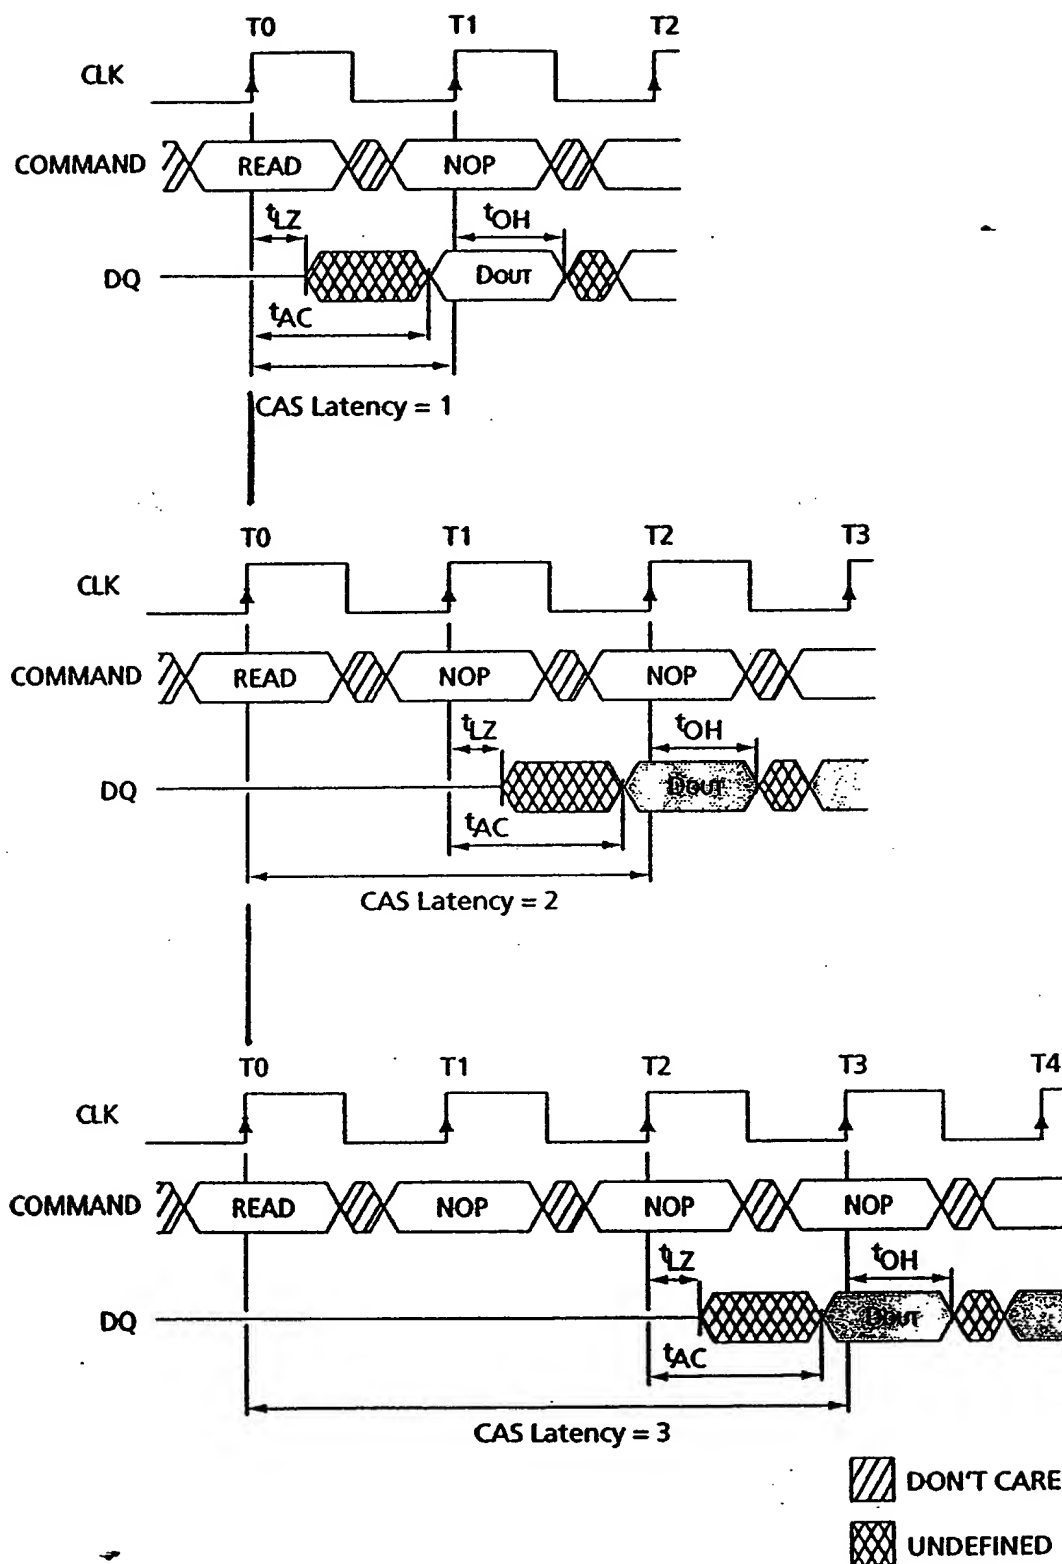 T0 T1 T2
CLK
COMMAND READ NOP
tLZ tOH
DQ DOUT
tAC
CAS Latency = 1
T0 T1 T2 T3
CLK
COMMAND READ NOP NOP
tLZ tOH
DQ DOUT
tAC
CAS Latency = 2
T0 T1 T2 T3 T4
CLK
COMMAND READ NOP NOP NOP
tLZ tOH
DQ DOUT
tAC
CAS Latency = 3
DON'T CARE
UNDEFINED